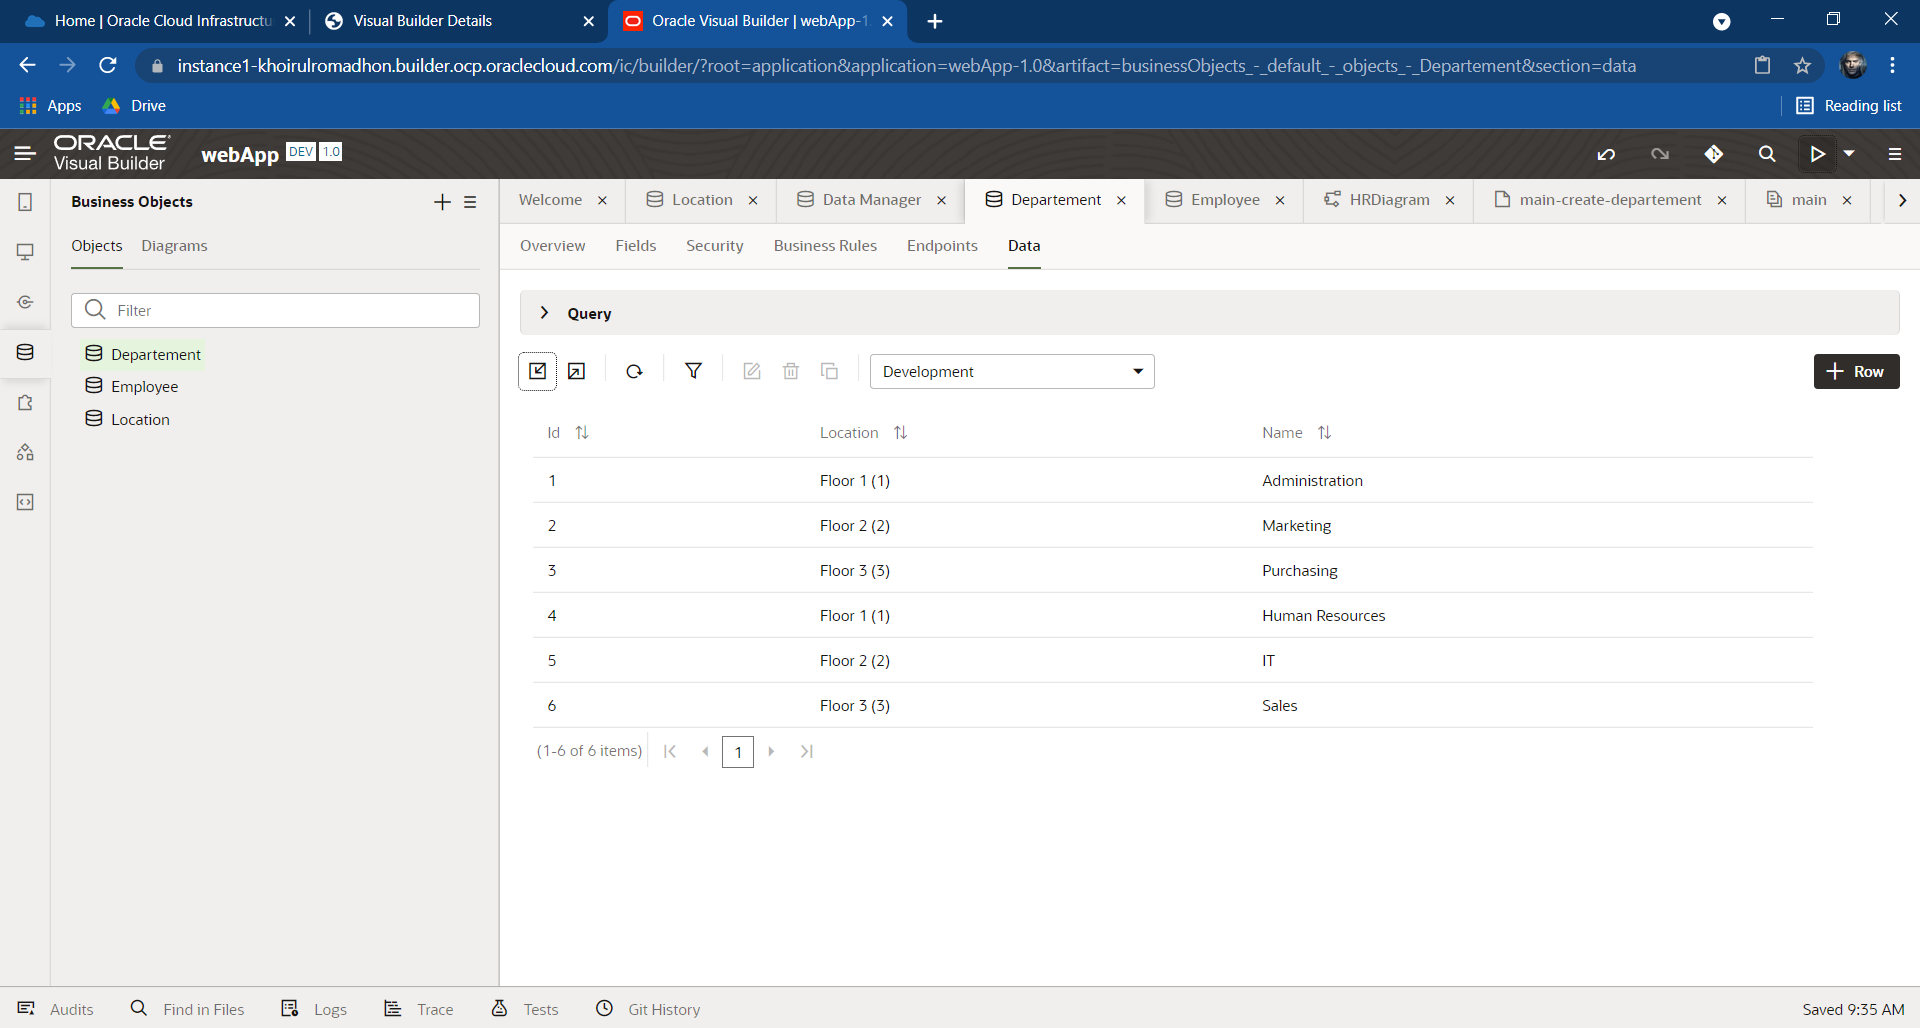 Home | Oracle Cloud Infrastructu
Visual Builder Details
Oracle Visual Builder | webApp-1.
instance1-khoirulromadhon.builder.ocp.oraclecloud.com/ic/builder/?root=application&application=webApp-1.0&artifact=businessObjects_-_default_-_objects_-_Departement&section=data
Apps
Drive
Reading list
ORACLE
Visual Builder
webApp DEV 1.0
Business Objects
Objects
Diagrams
Filter
Departement
Employee
Location
Welcome
Location
Data Manager
Departement
Employee
HRDiagram
main-create-departement
main
Overview
Fields
Security
Business Rules
Endpoints
Data
Query
Development
+ Row
Id Location Name
1 Floor 1 (1) Administration
2 Floor 2 (2) Marketing
3 Floor 3 (3) Purchasing
4 Floor 1 (1) Human Resources
5 Floor 2 (2) IT
6 Floor 3 (3) Sales
(1-6 of 6 items) 1
Audits
Find in Files
Logs
Trace
Tests
Git History
Saved 9:35 AM